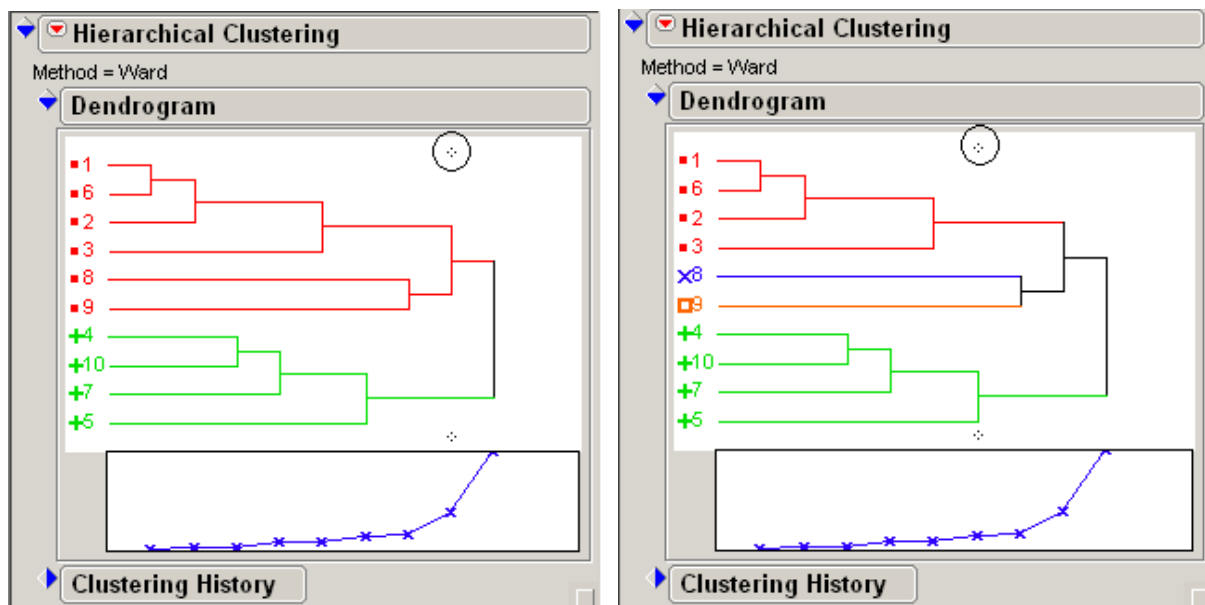 Hierarchical Clustering
Method = Ward
Dendrogram
1
6
2
3
8
9
4
10
7
5
Clustering History
Hierarchical Clustering
Method = Ward
Dendrogram
1
6
2
3
8
9
4
10
7
5
Clustering History